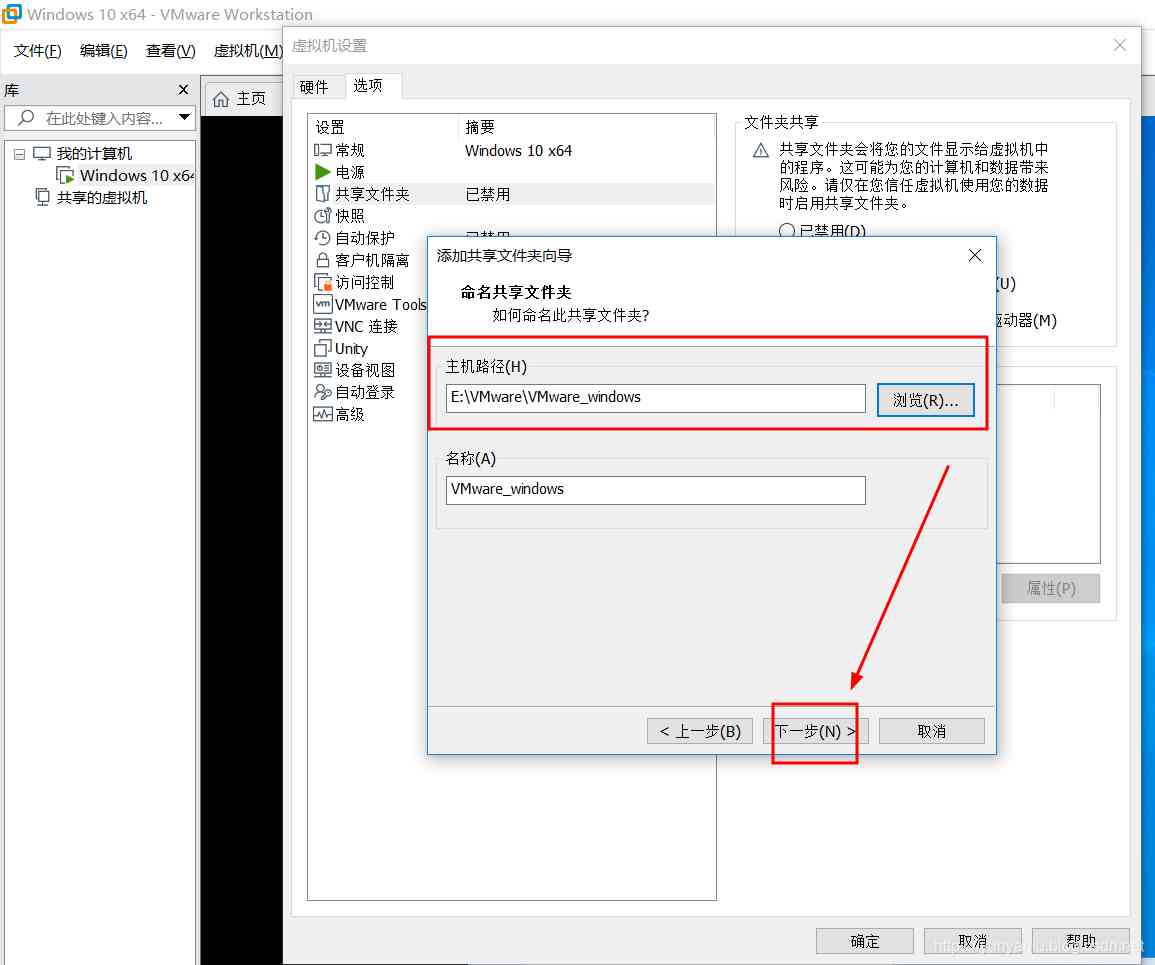 Windows 10 x64 - VMware Workstation
文件(F) 编辑(E) 查看(V) 虚拟机(M)
库
在此处键入内容...
我的计算机
Windows 10 x64
共享的虚拟机
主页
虚拟机设置
硬件 选项
设置 摘要
常规 Windows 10 x64
电源
共享文件夹 已禁用
快照
自动保护 已禁用
客户机隔离
访问控制
VMware Tools
VNC 连接
Unity
设备视图
自动登录
高级
文件夹共享
共享文件夹会将您的文件显示给虚拟机中
的程序。这可能为您的计算机和数据带来
风险。请仅在您信任虚拟机使用您的数据
时启用共享文件夹。
已禁用(D)
(U)
驱动器(M)
属性(P)
添加共享文件夹向导
命名共享文件夹
如何命名此共享文件夹?
主机路径(H)
E:\VMware\VMware_windows
浏览(R)...
名称(A)
VMware_windows
< 上一步(B) 下一步(N) > 取消
确定 取消 帮助